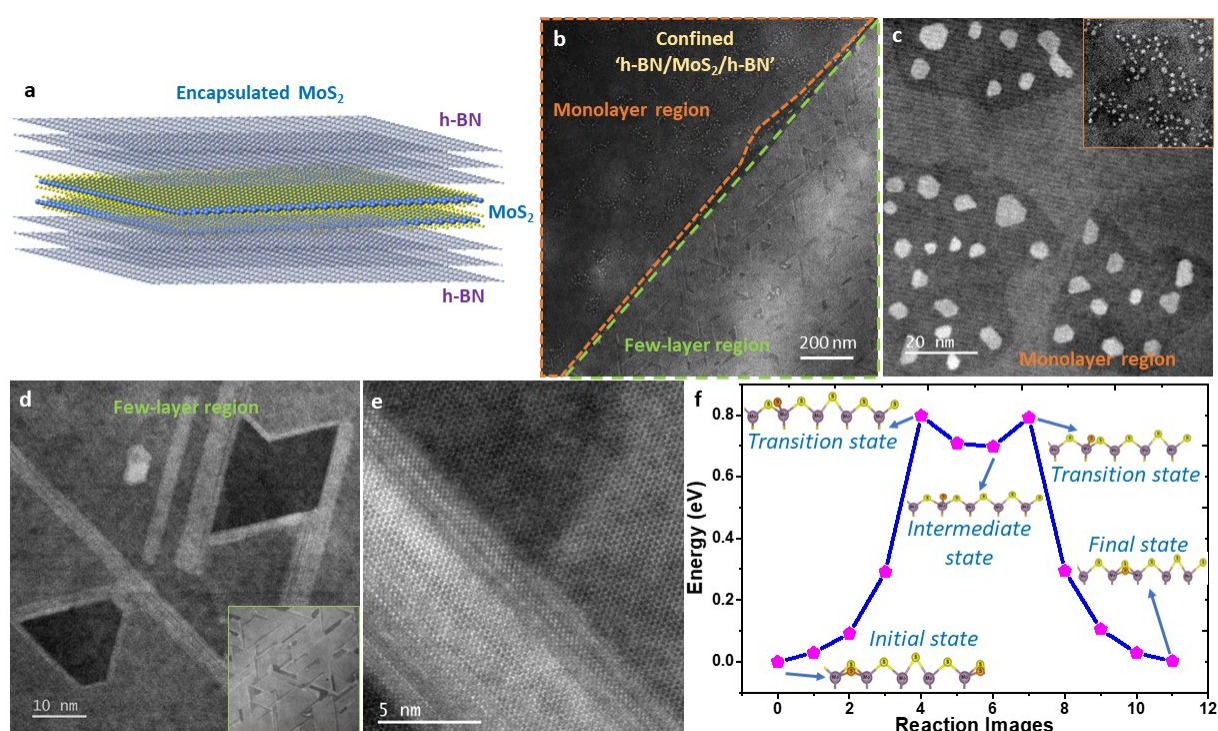 a
Encapsulated MoS2
h-BN
MoS2
h-BN
b
Confined
‘h-BN/MoS2/h-BN’
Monolayer region
Few-layer region
200 nm
c
20 nm
Monolayer region
d
Few-layer region
10 nm
e
5 nm
f
Energy (eV)
0.8
0.6
0.4
0.2
0.0
Transition state
Transition state
Intermediate
state
Final state
Initial state
0
2
4
6
8
10
12
Reaction Images